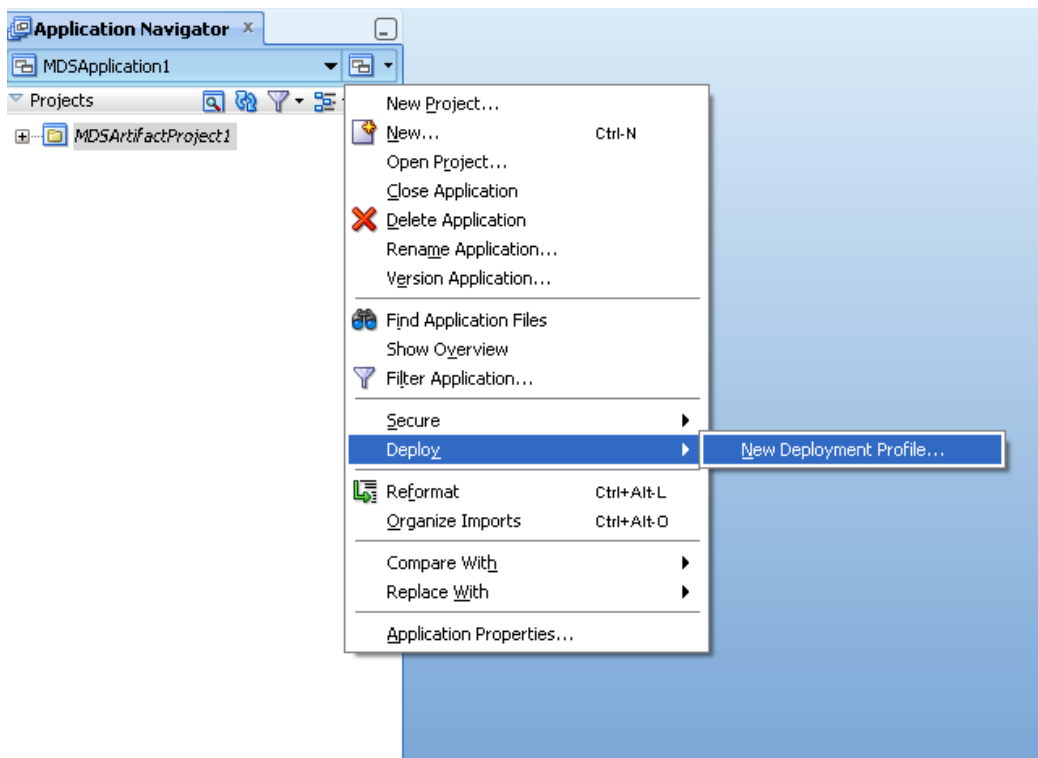 Application Navigator
MDSApplication1
Projects
MDSArtifactProject1
New Project...
New... Ctrl-N
Open Project...
Close Application
Delete Application
Rename Application...
Version Application...
Find Application Files
Show Overview
Filter Application...
Secure
Deploy
New Deployment Profile...
Reformat Ctrl+Alt-L
Organize Imports Ctrl+Alt-O
Compare With
Replace With
Application Properties...